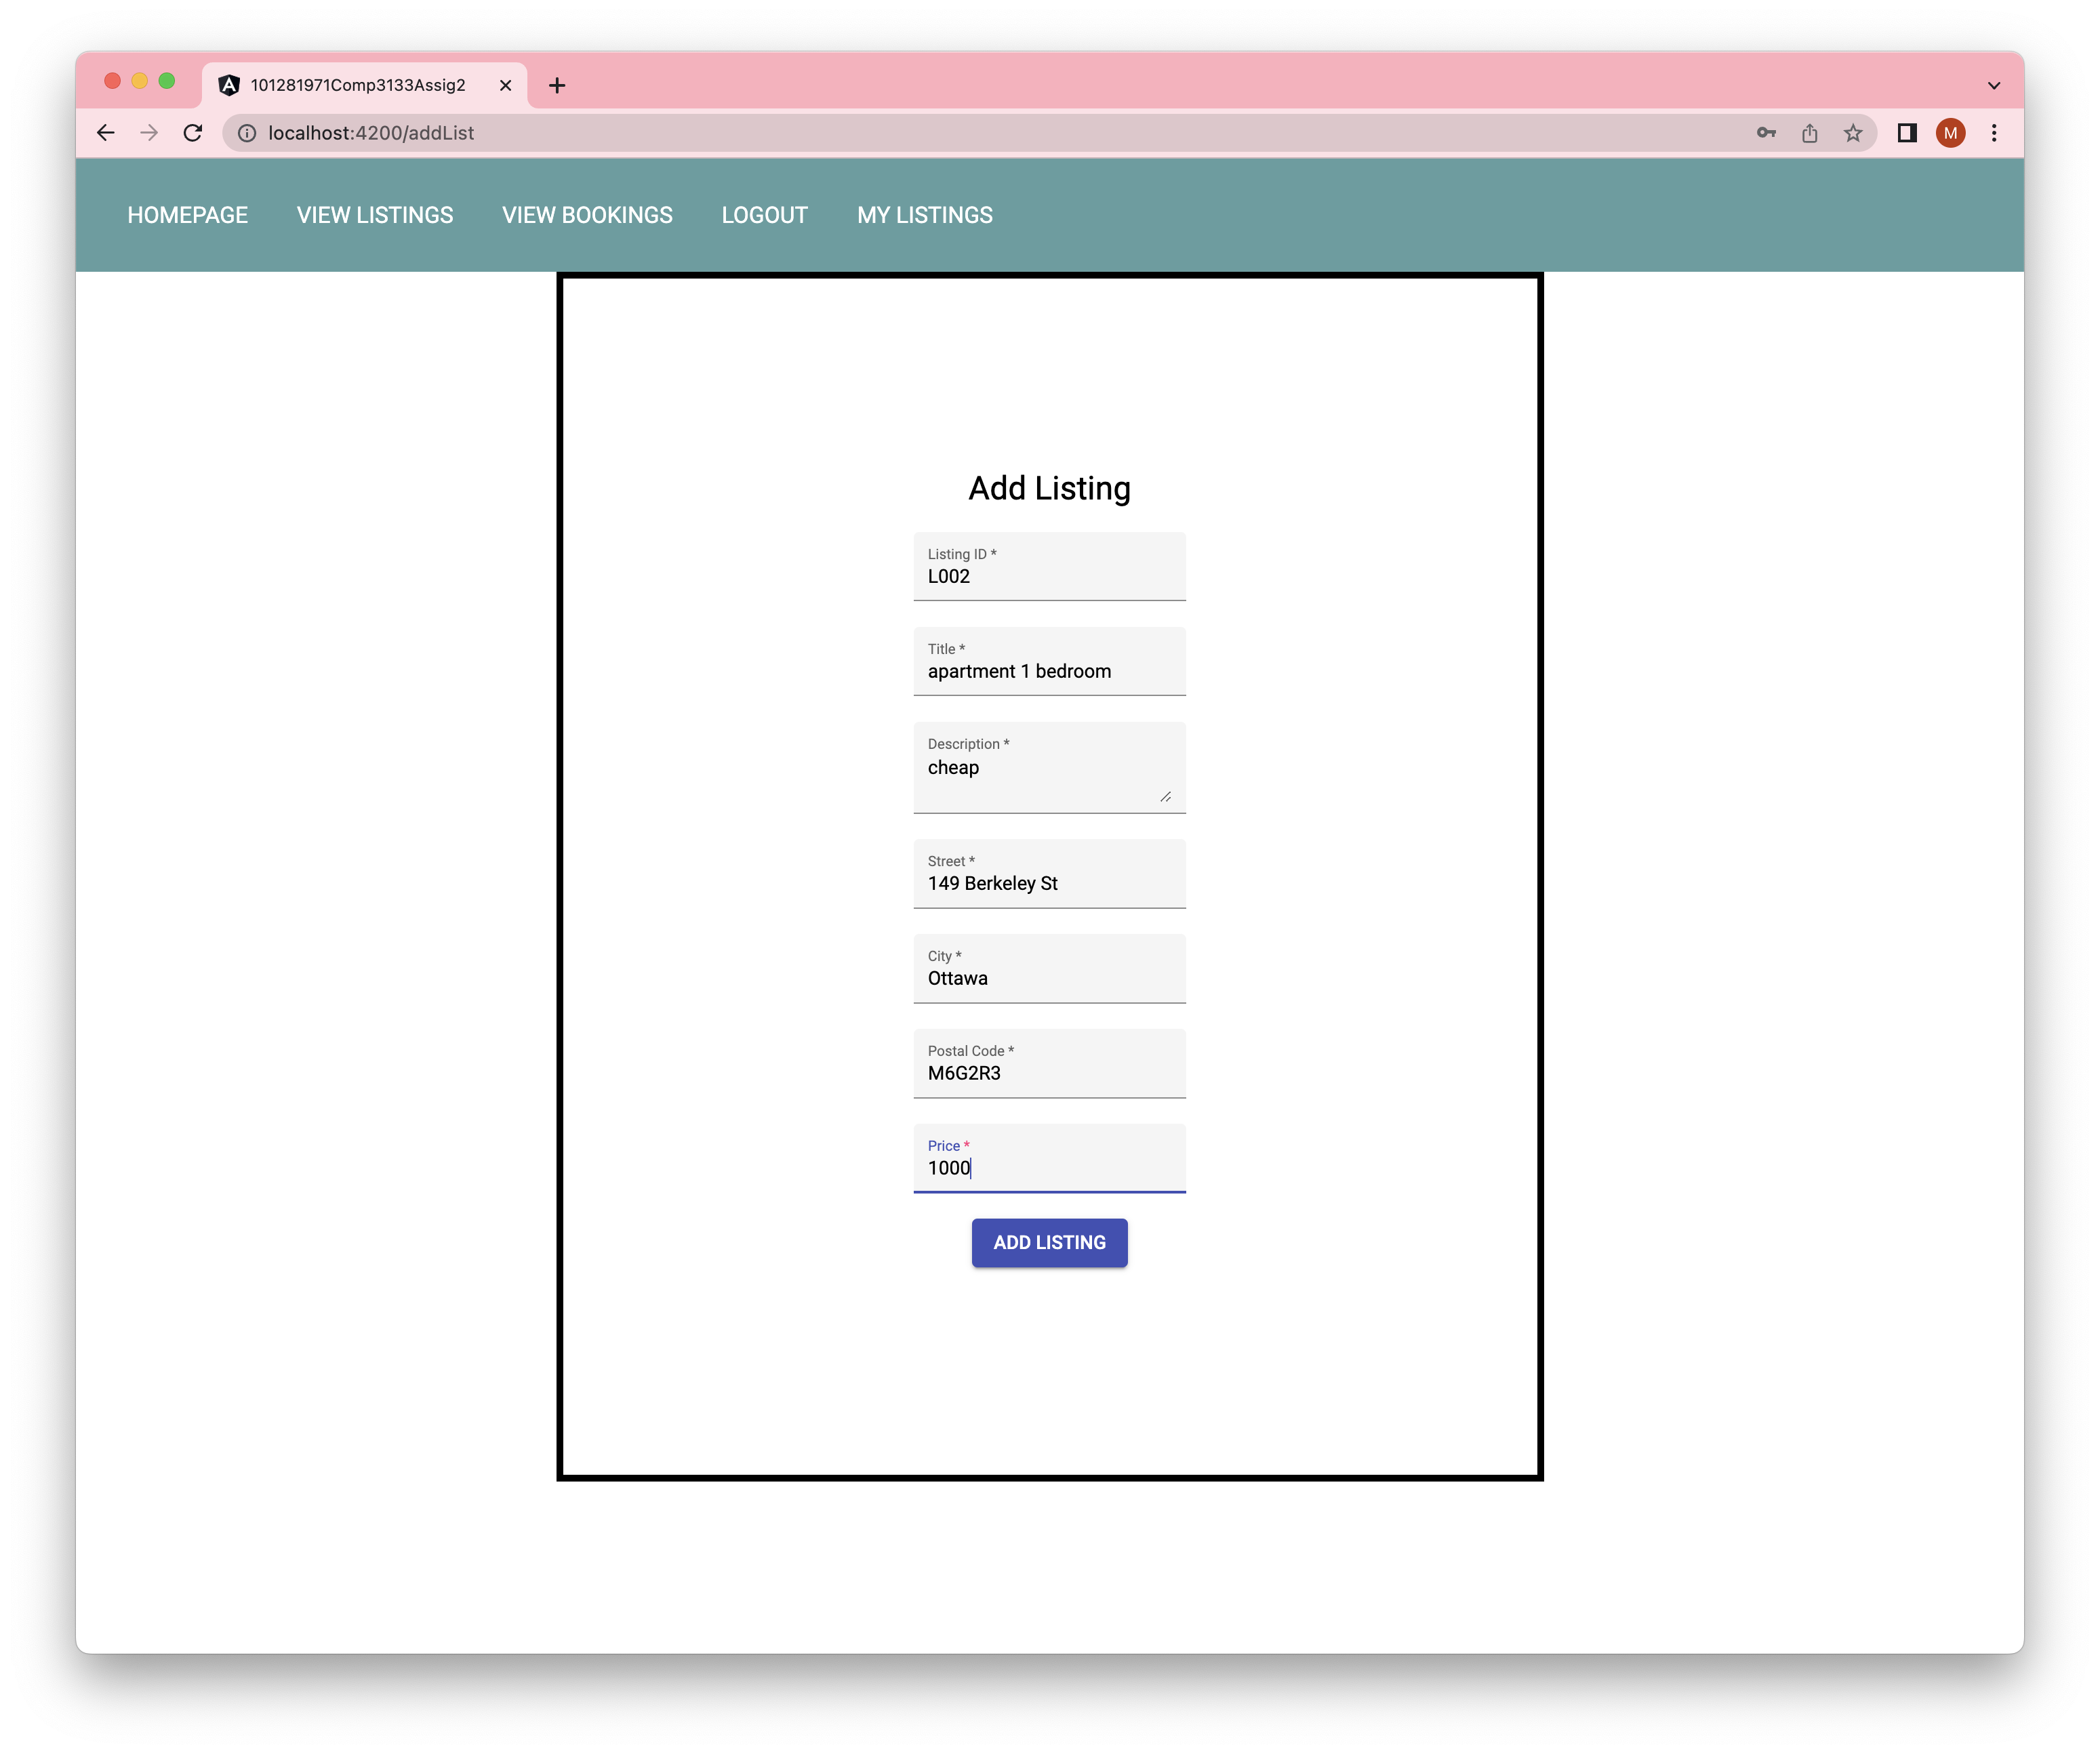 101281971Comp3133Assig2
localhost:4200/addList
M
HOMEPAGE VIEW LISTINGS VIEW BOOKINGS LOGOUT MY LISTINGS
Add Listing
Listing ID *
L002
Title *
apartment 1 bedroom
Description *
cheap
Street *
149 Berkeley St
City *
Ottawa
Postal Code *
M6G2R3
Price *
1000
ADD LISTING